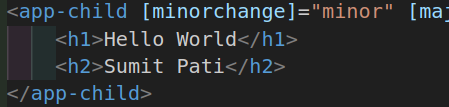 <app-child [minorchange]="minor" [maj
<h1>Hello World</h1>
<h2>Sumit Pati</h2>
</app-child>